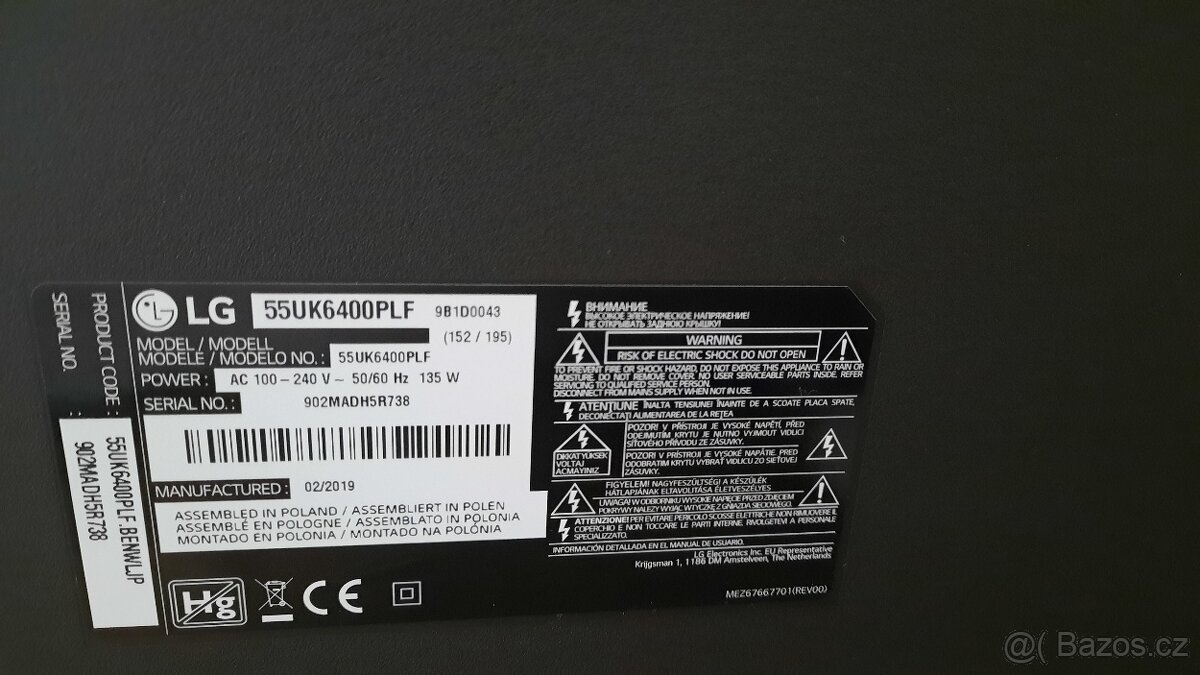 SERIAL NO. :
PRODUCT CODE :
55UK6400PLF.BENWLJP
902MADH5R738
LG
55UK6400PLF
9B1D0043
(152 / 195)
MODEL / MODELL
MODELE / MODELO NO. :
55UK6400PLF
POWER :
AC 100 – 240 V ~ 50/60 Hz 135 W
SERIAL NO. :
902MADH5R738
MANUFACTURED :
02/2019
ASSEMBLED IN POLAND / ASSEMBLIERT IN POLEN
ASSEMBLÉ EN POLOGNE / ASSEMBLATO IN POLONIA
MONTADO EN POLONIA / MONTADO NA POLÓNIA
Hg
CE
ВНИМАНИЕ
ВЫСОКОЕ ЭЛЕКТРИЧЕСКОЕ НАПРЯЖЕНИЕ!
НЕ ОТКРЫВАТЬ ЗАДНЮЮ КРЫШКУ!
WARNING
RISK OF ELECTRIC SHOCK DO NOT OPEN
TO PREVENT FIRE OR SHOCK HAZARD, DO NOT EXPOSE THIS APPLIANCE TO RAIN OR
MOISTURE. DO NOT REMOVE COVER. NO USER SERVICEABLE PARTS INSIDE. REFER
SERVICING TO QUALIFIED SERVICE PERSON.
DISCONNECT FROM MAINS SUPPLY WHEN NOT IN USE.
ATENŢIUNE ÎNALTA TENSIUNE! ÎNAINTE DE A SCOATE PLACA SPATE,
DECONECTAŢI ALIMENTAREA DE LA REŢEA
DIKKAT YÜKSEK
VOLTAJ
AÇMAYINIZ
POZOR! V PŘÍSTROJI JE VYSOKÉ NAPĚTÍ, PŘED
ODEJMUTÍM KRYTU JE NUTNO VYJMOUT VIDLICI
SÍŤOVÉHO PŘÍVODU ZE ZÁSUVKY.
POZOR! V PRÍSTROJI JE VYSOKÉ NAPÄTIE. PRED
ODOBRATIM KRYTU VYBRAŤ VIDLICU ZO SIEŤOVEJ
ZÁSUVKY.
FIGYELEM! NAGYFESZÜLTSÉG! A KÉSZÜLÉK
HÁTLAPJÁNAK ELTÁVOLÍTÁSA ÉLETVESZÉLYES.
UWAGA! W ODBIORNIKU WYSOKIE NAPIĘCIE PRZED ZDJĘCIEM
POKRYWY NALEŻY WYJĄĆ WTYCZKĘ Z GNIAZDA SIECIOWEGO.
ATTENZIONE! PER EVITARE PERICOLO SCOSSE ELETTRICHE NON RIMUOVERE IL
COPERCHIO E NON TOCCARE LE PARTI INTERNE. RIVOLGETEVI A PERSONALE
SPECIALIZZATO.
INFORMACIÓN DETALLADA EN EL MANUAL DE USUARIO.
LG Electronics Inc. EU Representative
Krijgsman 1, 1186 DM Amstelveen, The Netherlands
MEZ67667701(REV00)
@( Bazos.cz